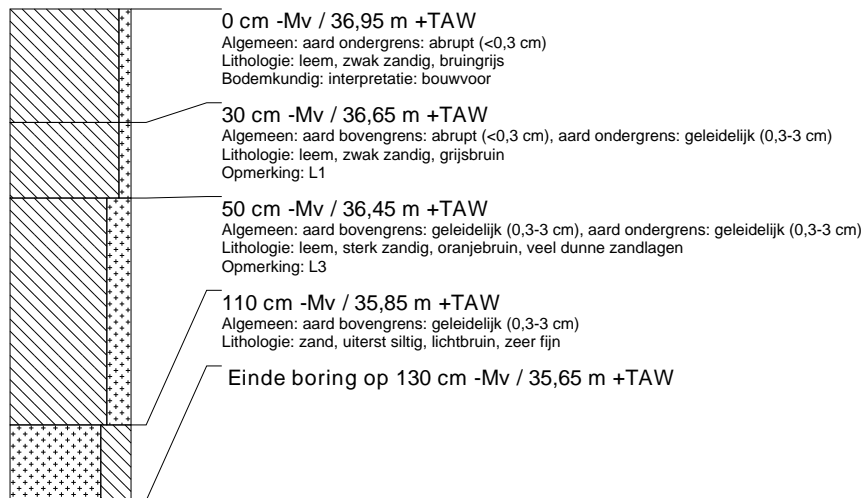 0 cm -Mv / 36,95 m +TAW
Algemeen: aard ondergrens: abrupt (<0,3 cm)
Lithologie: leem, zwak zandig, bruingrijs
Bodemkundig: interpretatie: bouwvoor
30 cm -Mv / 36,65 m +TAW
Algemeen: aard bovengrens: abrupt (<0,3 cm), aard ondergrens: geleidelijk (0,3-3 cm)
Lithologie: leem, zwak zandig, grijsbruin
Opmerking: L1
50 cm -Mv / 36,45 m +TAW
Algemeen: aard bovengrens: geleidelijk (0,3-3 cm), aard ondergrens: geleidelijk (0,3-3 cm)
Lithologie: leem, sterk zandig, oranjebruin, veel dunne zandlagen
Opmerking: L3
110 cm -Mv / 35,85 m +TAW
Algemeen: aard bovengrens: geleidelijk (0,3-3 cm)
Lithologie: zand, uiterst siltig, lichtbruin, zeer fijn
Einde boring op 130 cm -Mv / 35,65 m +TAW